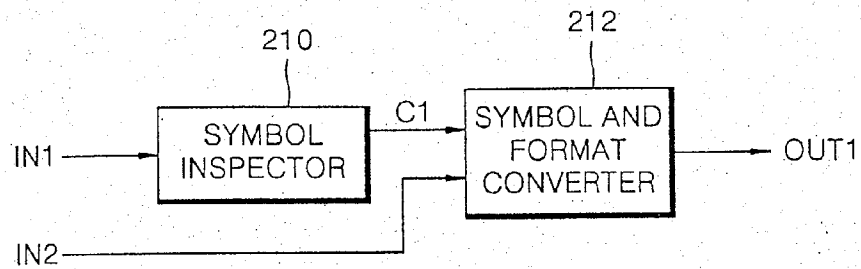 210
212
SYMBOL
INSPECTOR
C1
SYMBOL AND
FORMAT
CONVERTER
IN1
OUT1
IN2